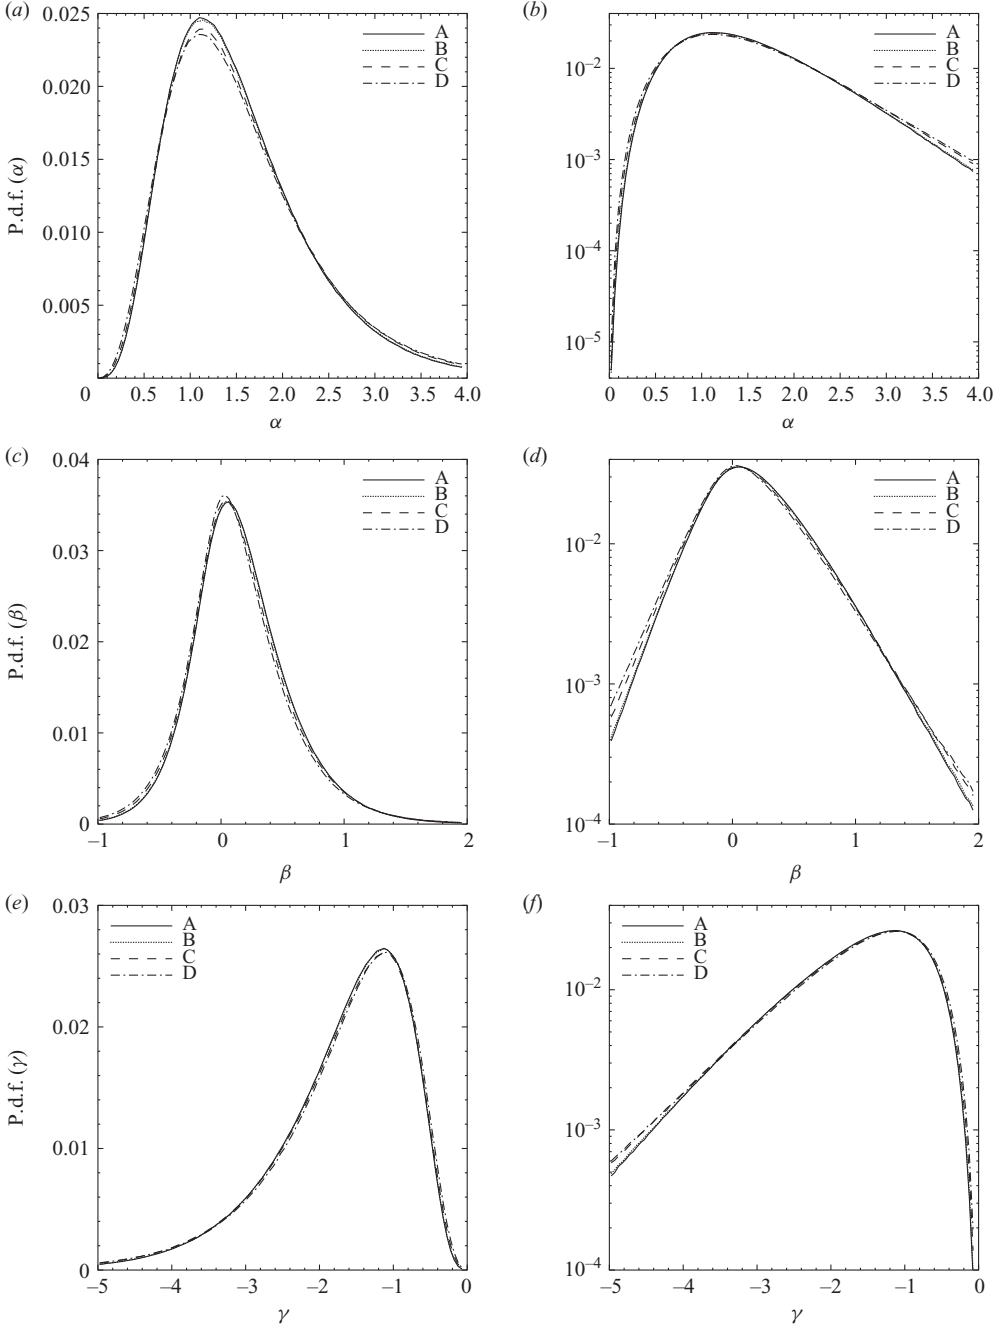 (a)
0.025
0.020
0.015
0.010
0.005
P.d.f. (α)
A
B
C
D
0 0.5 1.0 1.5 2.0 2.5 3.0 3.5 4.0
α
(b)
10–2
10–3
10–4
10–5
A
B
C
D
0 0.5 1.0 1.5 2.0 2.5 3.0 3.5 4.0
α
(c)
0.04
0.03
0.02
0.01
0
P.d.f. (β)
A
B
C
D
–1 0 1 2
β
(d)
10–2
10–3
10–4
A
B
C
D
–1 0 1 2
β
(e)
0.03
0.02
0.01
0
P.d.f. (γ)
A
B
C
D
–5 –4 –3 –2 –1 0
γ
(f)
10–2
10–3
10–4
A
B
C
D
–5 –4 –3 –2 –1 0
γ